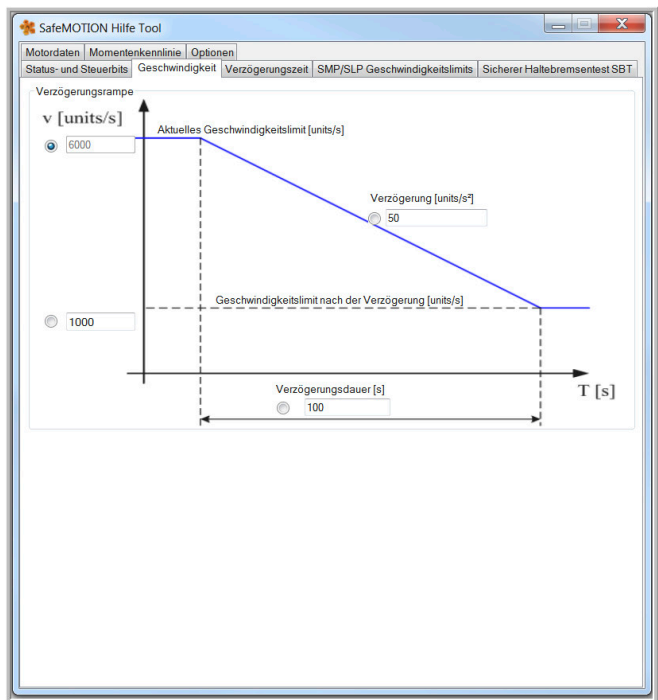 SafeMOTION Hilfe Tool
Motordaten Momentenkennlinie Optionen
Status- und Steuerbits Geschwindigkeit Verzögerungszeit SMP/SLP Geschwindigkeitslimits Sicherer Haltebremsentest SBT
Verzögerungsrampe
v [units/s]
Aktuelles Geschwindigkeitslimit [units/s]
6000
Verzögerung [units/s²]
50
Geschwindigkeitslimit nach der Verzögerung [units/s]
1000
T [s]
Verzögerungsdauer [s]
100